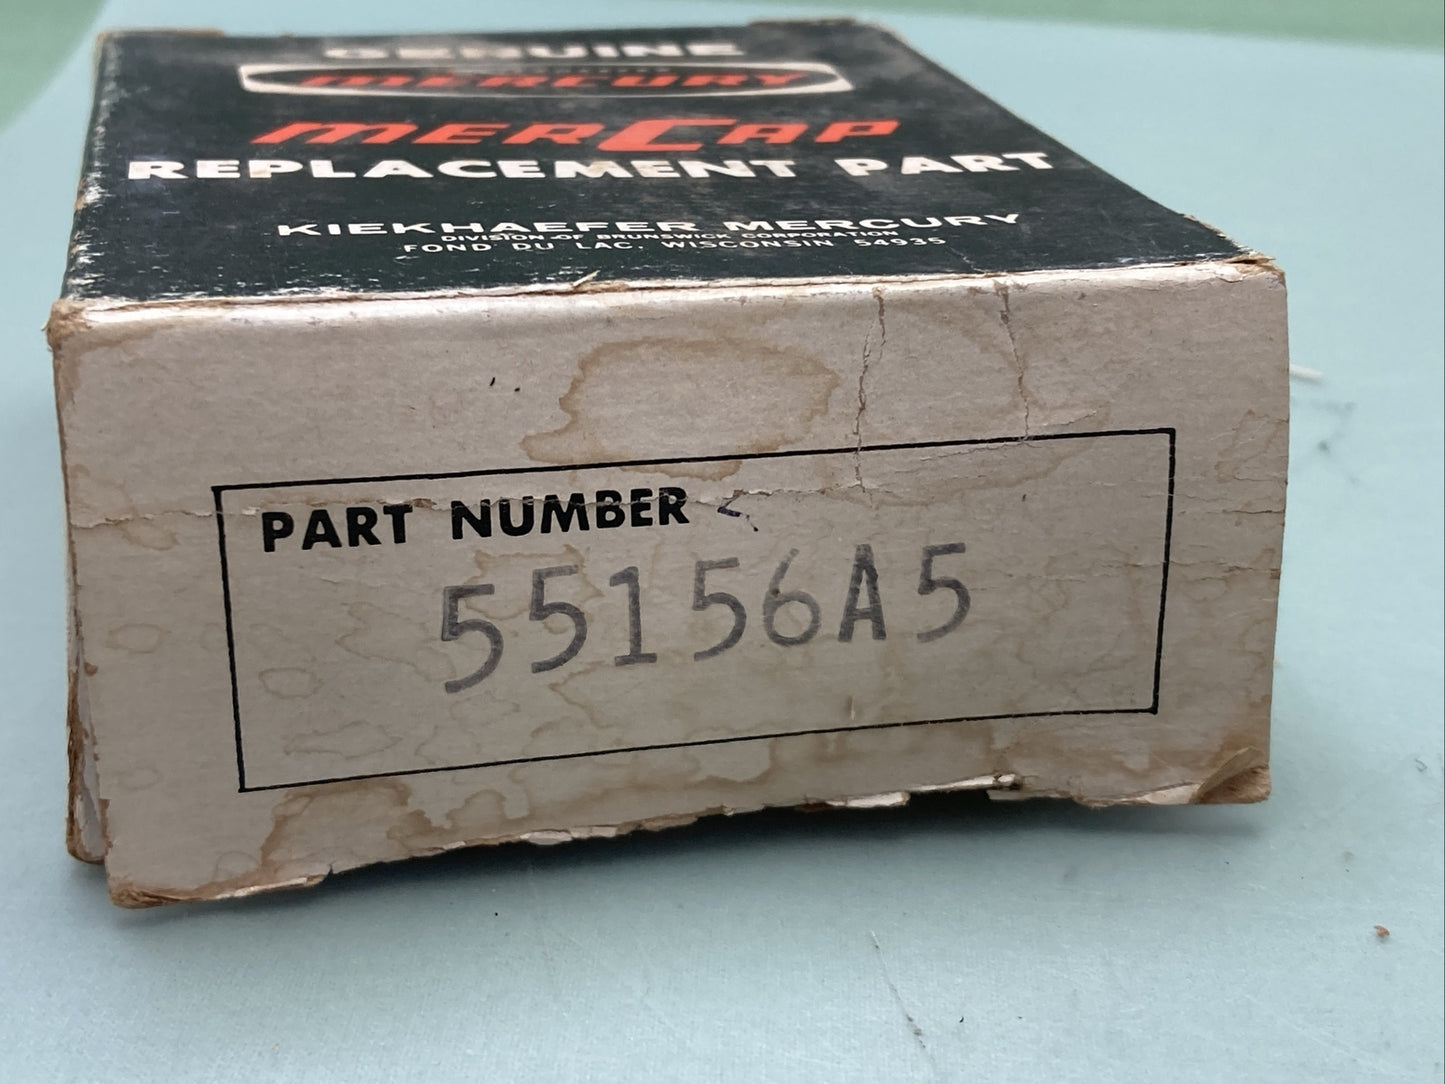 GENUINE
MERCURY
MERCAP
REPLACEMENT PART
KIEKHAEFER MERCURY
DIVISION OF BRUNSWICK CORPORATION
FOND DU LAC, WISCONSIN 54935
PART NUMBER
55156A5